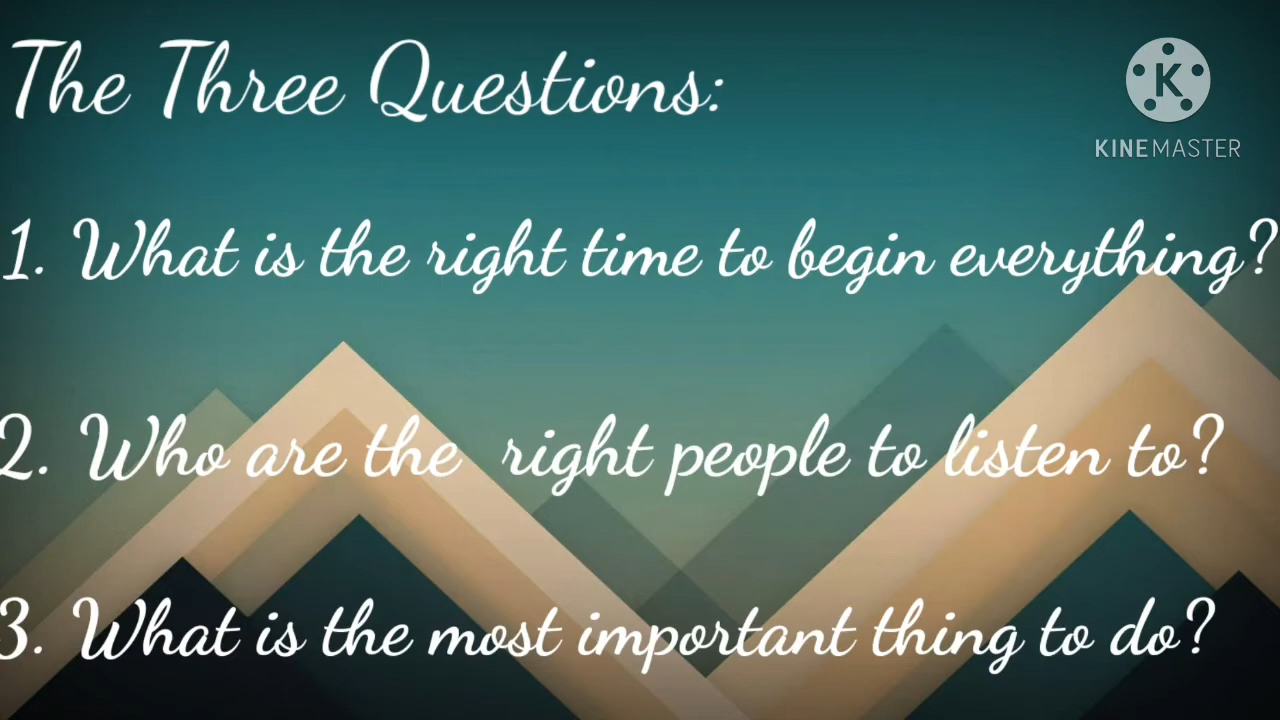 The Three Questions:
K
KINEMASTER
1. What is the right time to begin everything?
2. Who are the right people to listen to?
3. What is the most important thing to do?